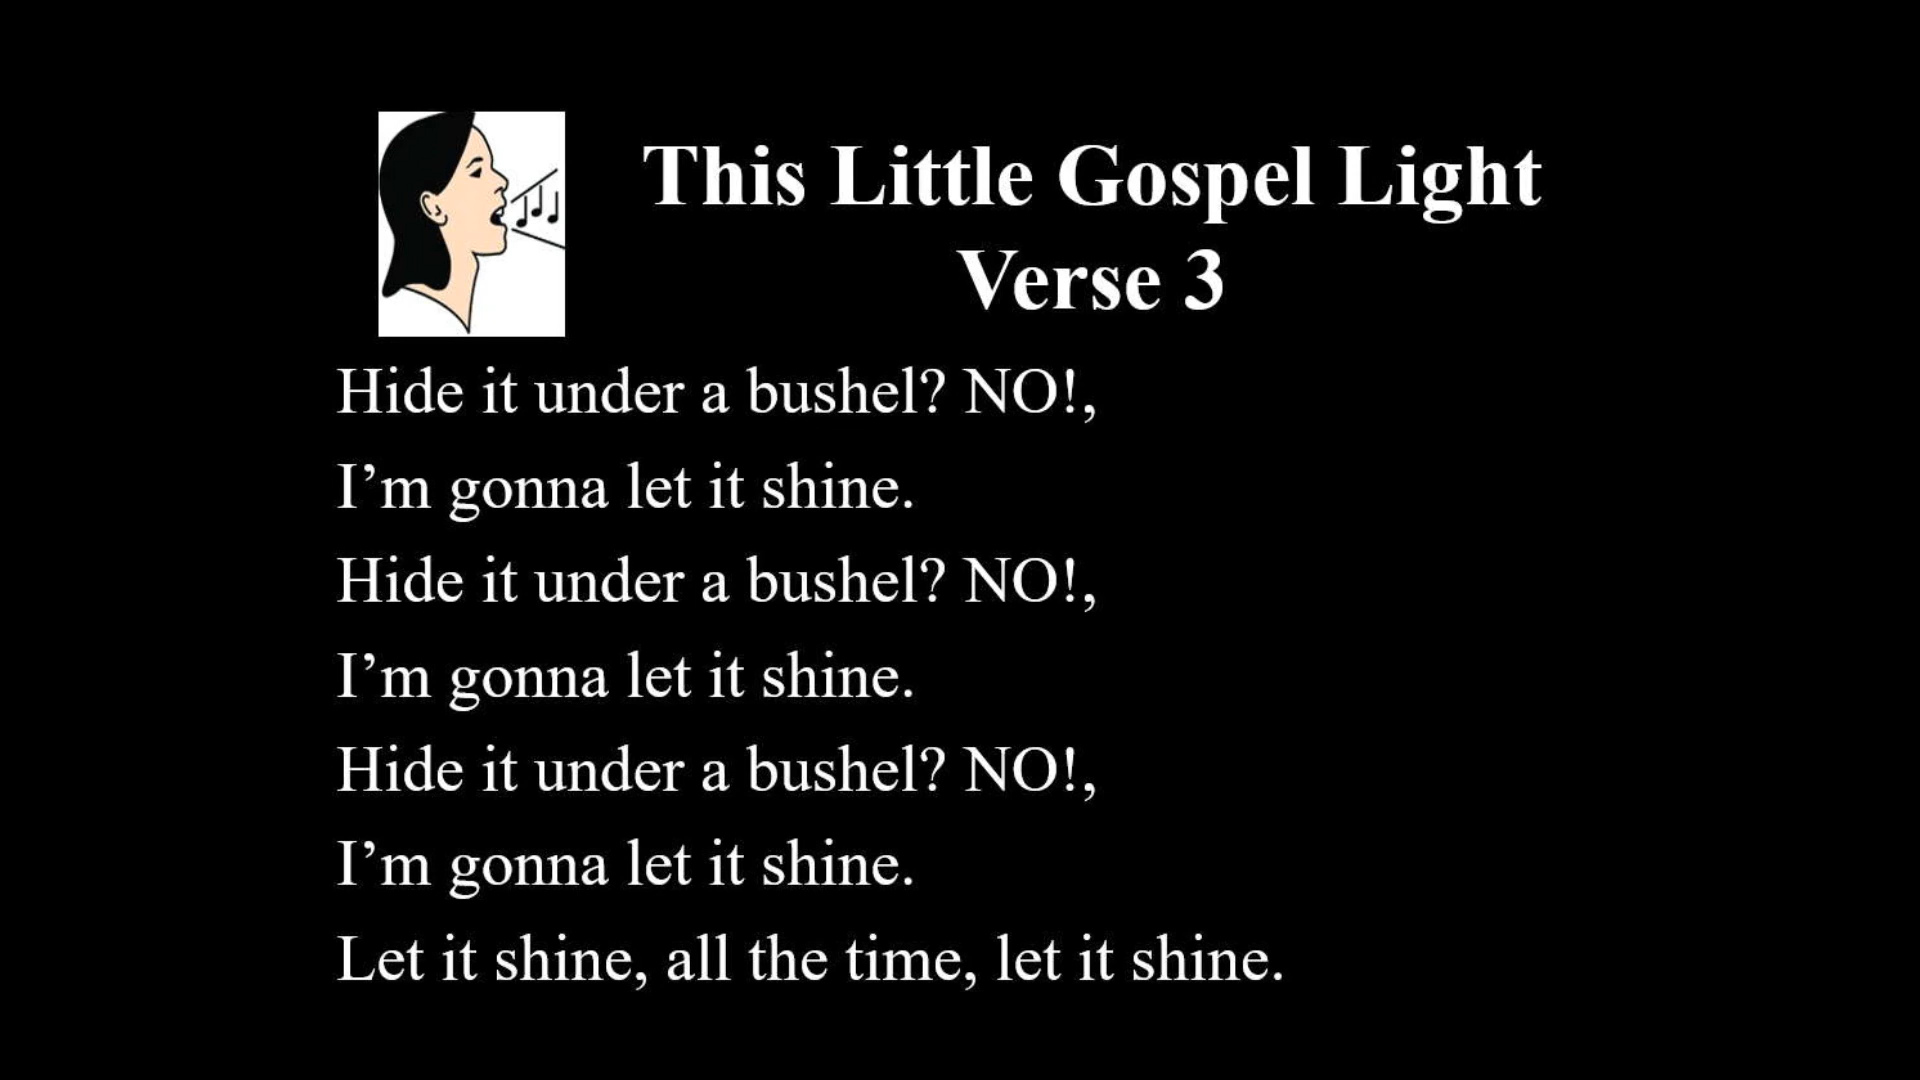 This Little Gospel Light
Verse 3
Hide it under a bushel? NO!,
I’m gonna let it shine.
Hide it under a bushel? NO!,
I’m gonna let it shine.
Hide it under a bushel? NO!,
I’m gonna let it shine.
Let it shine, all the time, let it shine.